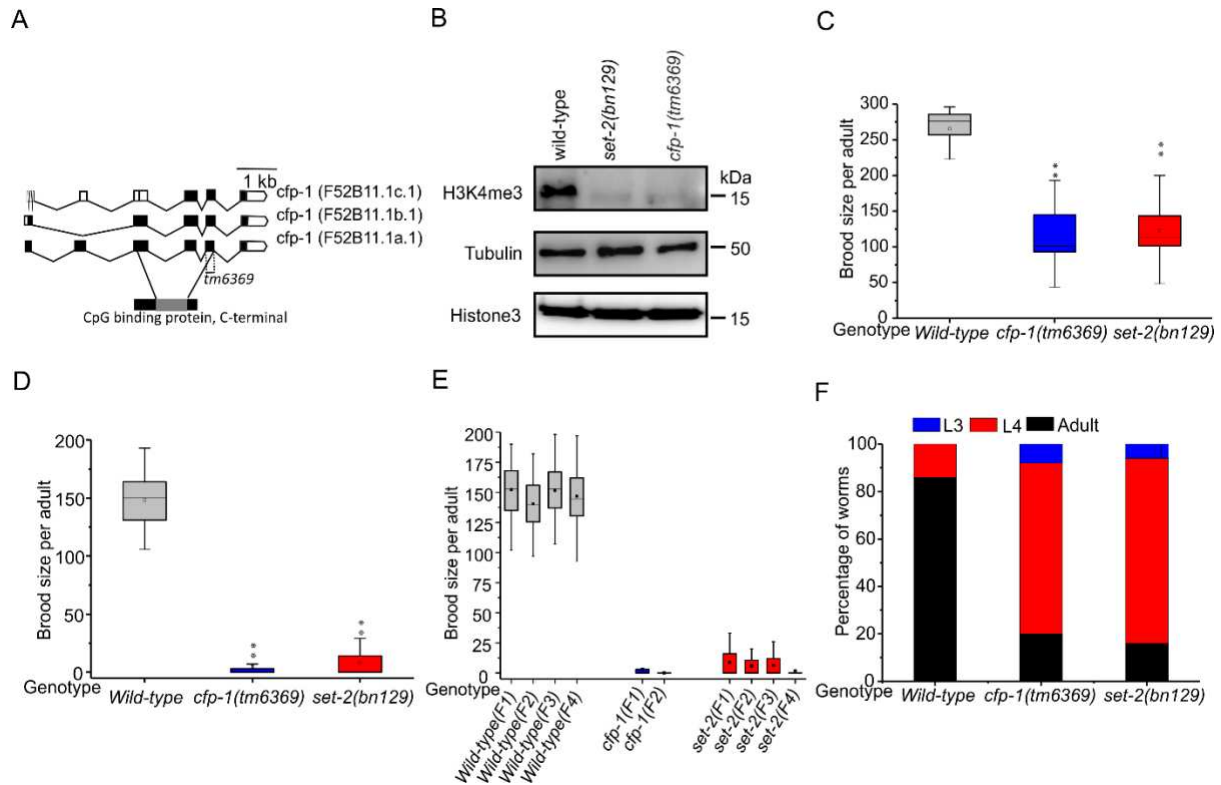 A
1 kb
cfp-1 (F52B11.1c.1)
cfp-1 (F52B11.1b.1)
cfp-1 (F52B11.1a.1)
tm6369
CpG binding protein, C-terminal
B
wild-type
set-2(bn129)
cfp-1(tm6369)
kDa
H3K4me3
15
Tubulin
50
Histone3
15
C
Brood size per adult
300
250
200
150
100
50
0
**
**
Genotype
Wild-type
cfp-1(tm6369)
set-2(bn129)
D
Brood size per adult
200
150
100
50
0
**
**
Genotype
Wild-type
cfp-1(tm6369)
set-2(bn129)
E
Brood size per adult
200
175
150
125
100
75
50
25
0
Genotype
Wild-type(F1)
Wild-type(F2)
Wild-type(F3)
Wild-type(F4)
cfp-1(F1)
cfp-1(F2)
set-2(F1)
set-2(F2)
set-2(F3)
set-2(F4)
F
L3 L4 Adult
Percentage of worms
100
80
60
40
20
0
Genotype
Wild-type
cfp-1(tm6369)
set-2(bn129)